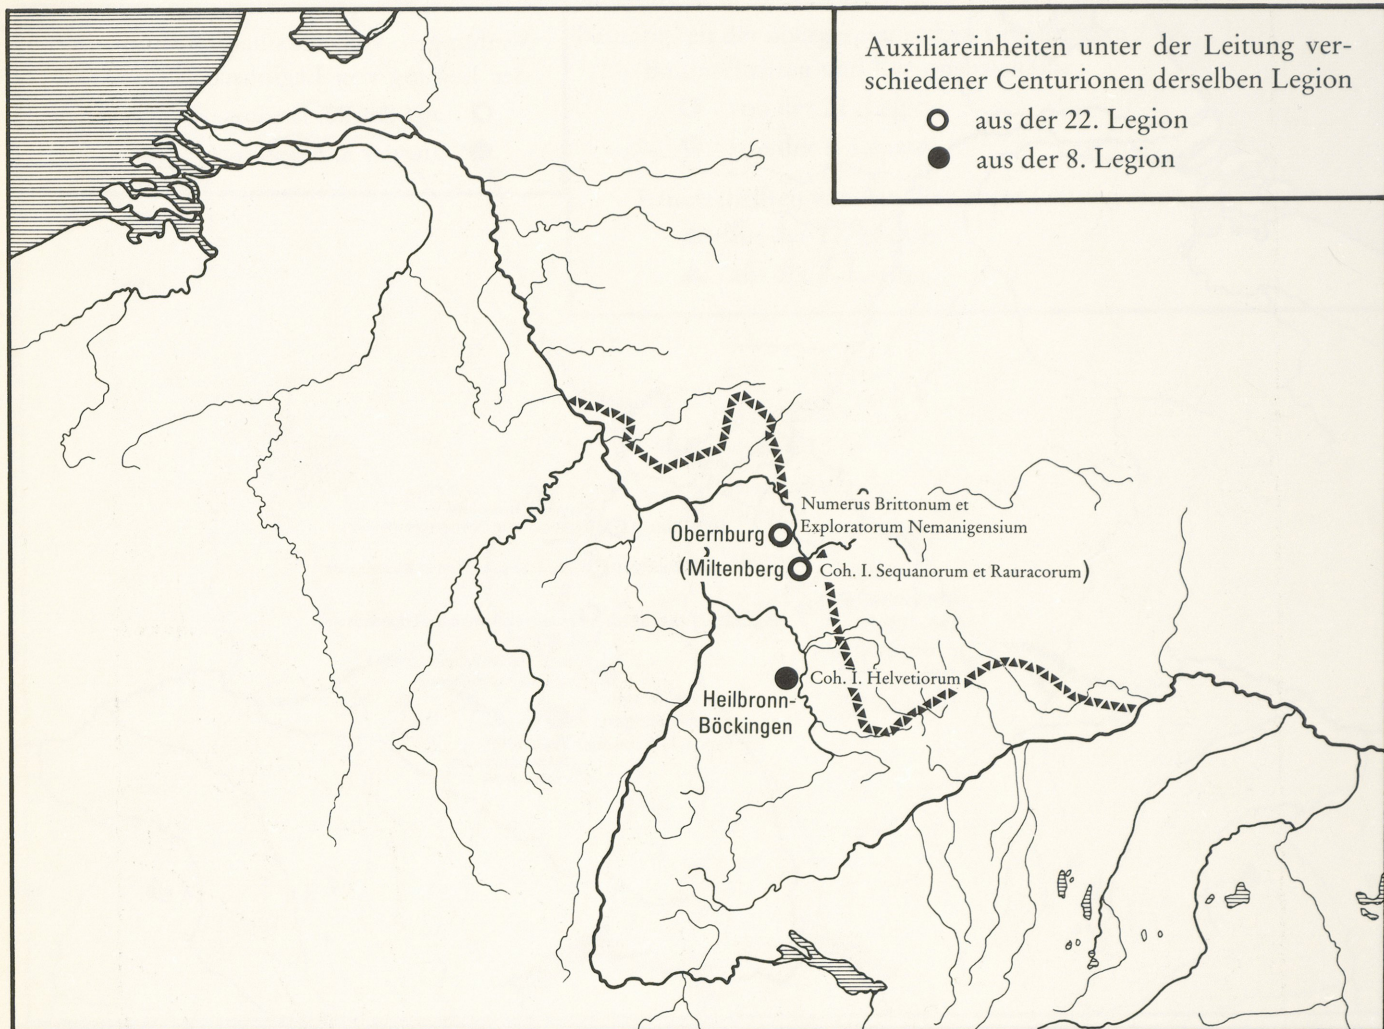 Auxiliareinheiten unter der Leitung ver-
schiedener Centurionen derselben Legion
aus der 22. Legion
aus der 8. Legion
Numerus Brittonum et
Exploratorum Nemanigensium
Obernburg
(Miltenberg
Coh. I. Sequanorum et Rauracorum)
Coh. I. Helvetiorum
Heilbronn-
Böckingen